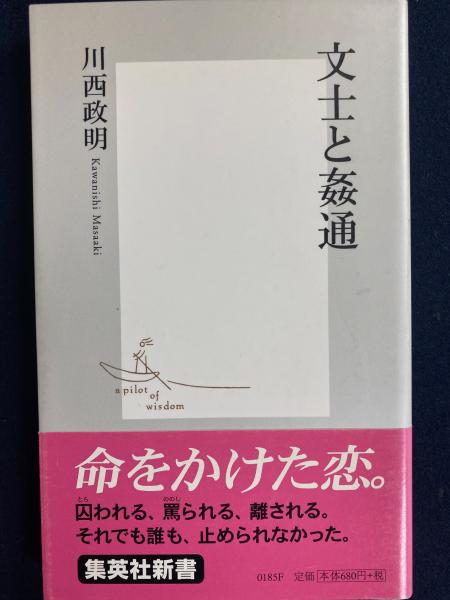 文士と姦通
川西政明
Kawanishi Masaaki
a pilot
of
wisdom
命をかけた恋。
とら ののし
囚われる、罵られる、離される。
それでも誰も、止められなかった。
集英社新書
0185F 定価 本体680円+税